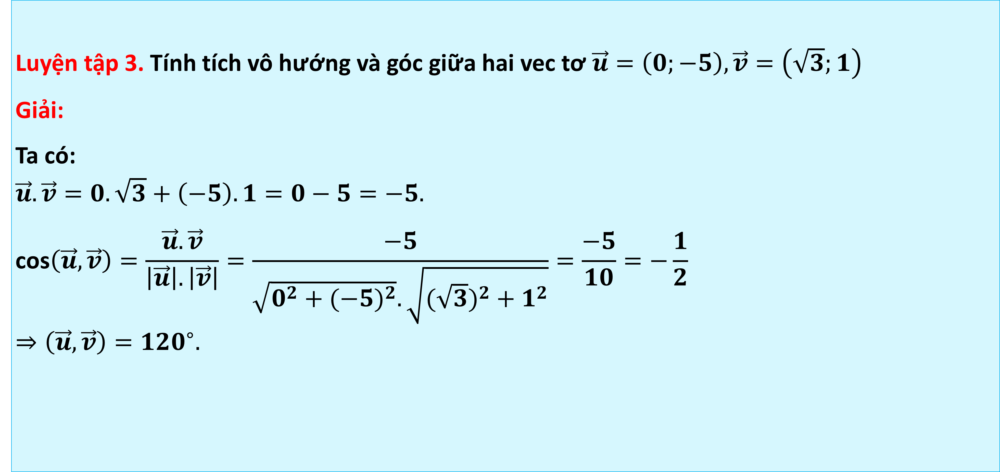 Luyện tập 3. Tính tích vô hướng và góc giữa hai vec tơ $\vec{u} = (0; -5), \vec{v} = (\sqrt{3}; 1)$
Giải:
Ta có:
$\vec{u}.\vec{v} = 0.\sqrt{3} + (-5).1 = 0 - 5 = -5.$
$\cos(\vec{u}, \vec{v}) = \frac{\vec{u}.\vec{v}}{|\vec{u}|.|\vec{v}|} = \frac{-5}{\sqrt{0^2 + (-5)^2}.\sqrt{(\sqrt{3})^2 + 1^2}} = \frac{-5}{10} = -\frac{1}{2}$
$\Rightarrow (\vec{u}, \vec{v}) = 120^\circ.$